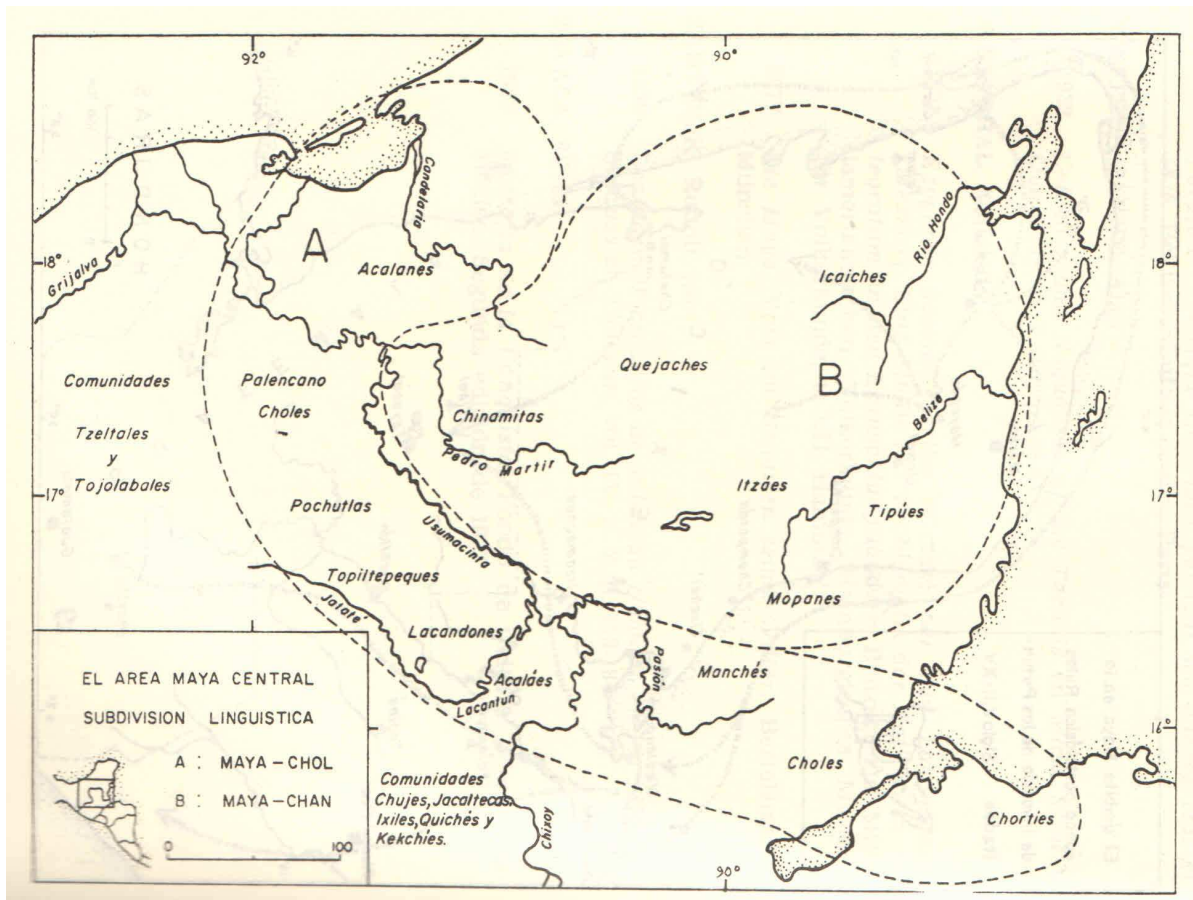 92°
90°
Candelaria
A
Acalanes
Grijalva
18°
18°
Rio Hondo
Icaiches
Quejaches
B
Comunidades
Tzeltales
y
Tojolabales
Palencano
Choles
Chinamitas
Pedro Martir
Belize
17°
17°
Itzáes
Tipúes
Pochutlas
Usumacinta
Topiltepeques
Jataté
Mopanes
Lacandones
Acaláes
Lacantún
Pasión
Manchés
16°
Choles
Chortíes
Comunidades
Chujes, Jacaltecas,
Ixiles, Quichés y
Kekchíes.
Chixoy
90°
EL AREA MAYA CENTRAL
SUBDIVISION LINGUISTICA
A : MAYA-CHOL
B : MAYA-CHAN
0 100